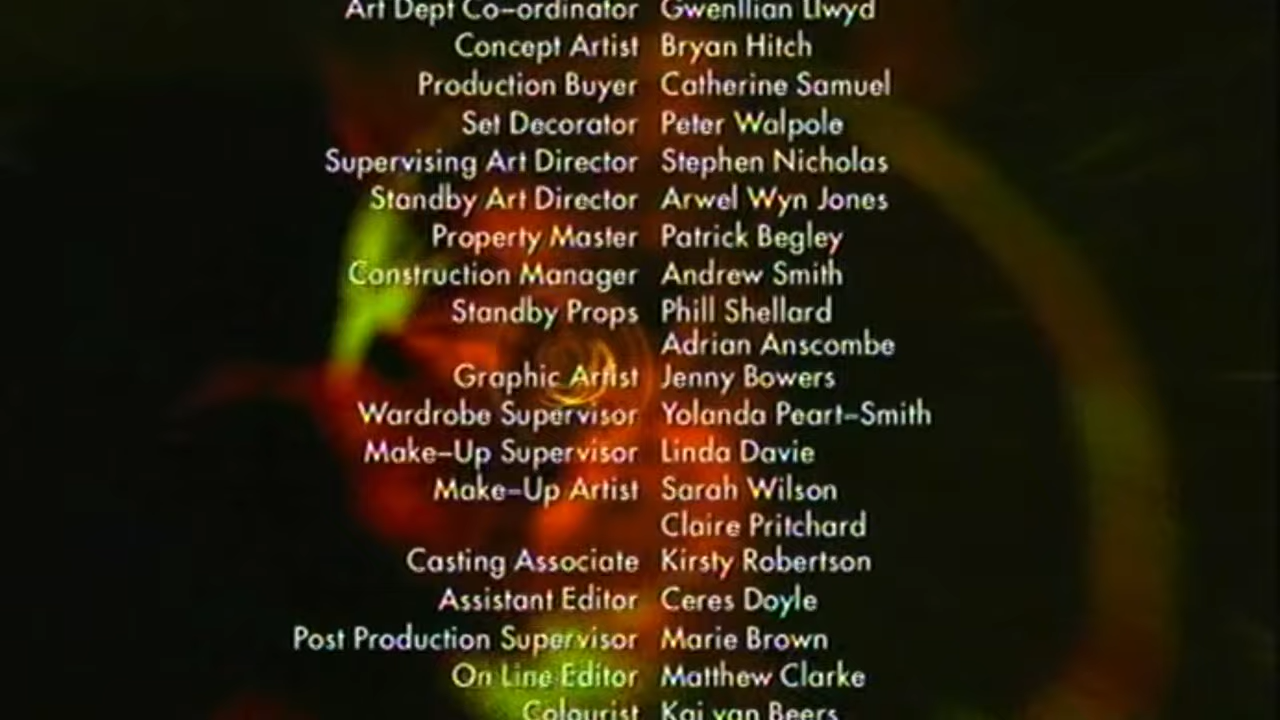 Art Dept Co-ordinator Gwenllian Llwyd
Concept Artist Bryan Hitch
Production Buyer Catherine Samuel
Set Decorator Peter Walpole
Supervising Art Director Stephen Nicholas
Standby Art Director Arwel Wyn Jones
Property Master Patrick Begley
Construction Manager Andrew Smith
Standby Props Phill Shellard
Adrian Anscombe
Graphic Artist Jenny Bowers
Wardrobe Supervisor Yolanda Peart-Smith
Make-Up Supervisor Linda Davie
Make-Up Artist Sarah Wilson
Claire Pritchard
Casting Associate Kirsty Robertson
Assistant Editor Ceres Doyle
Post Production Supervisor Marie Brown
On Line Editor Matthew Clarke
Colourist Kai van Beers